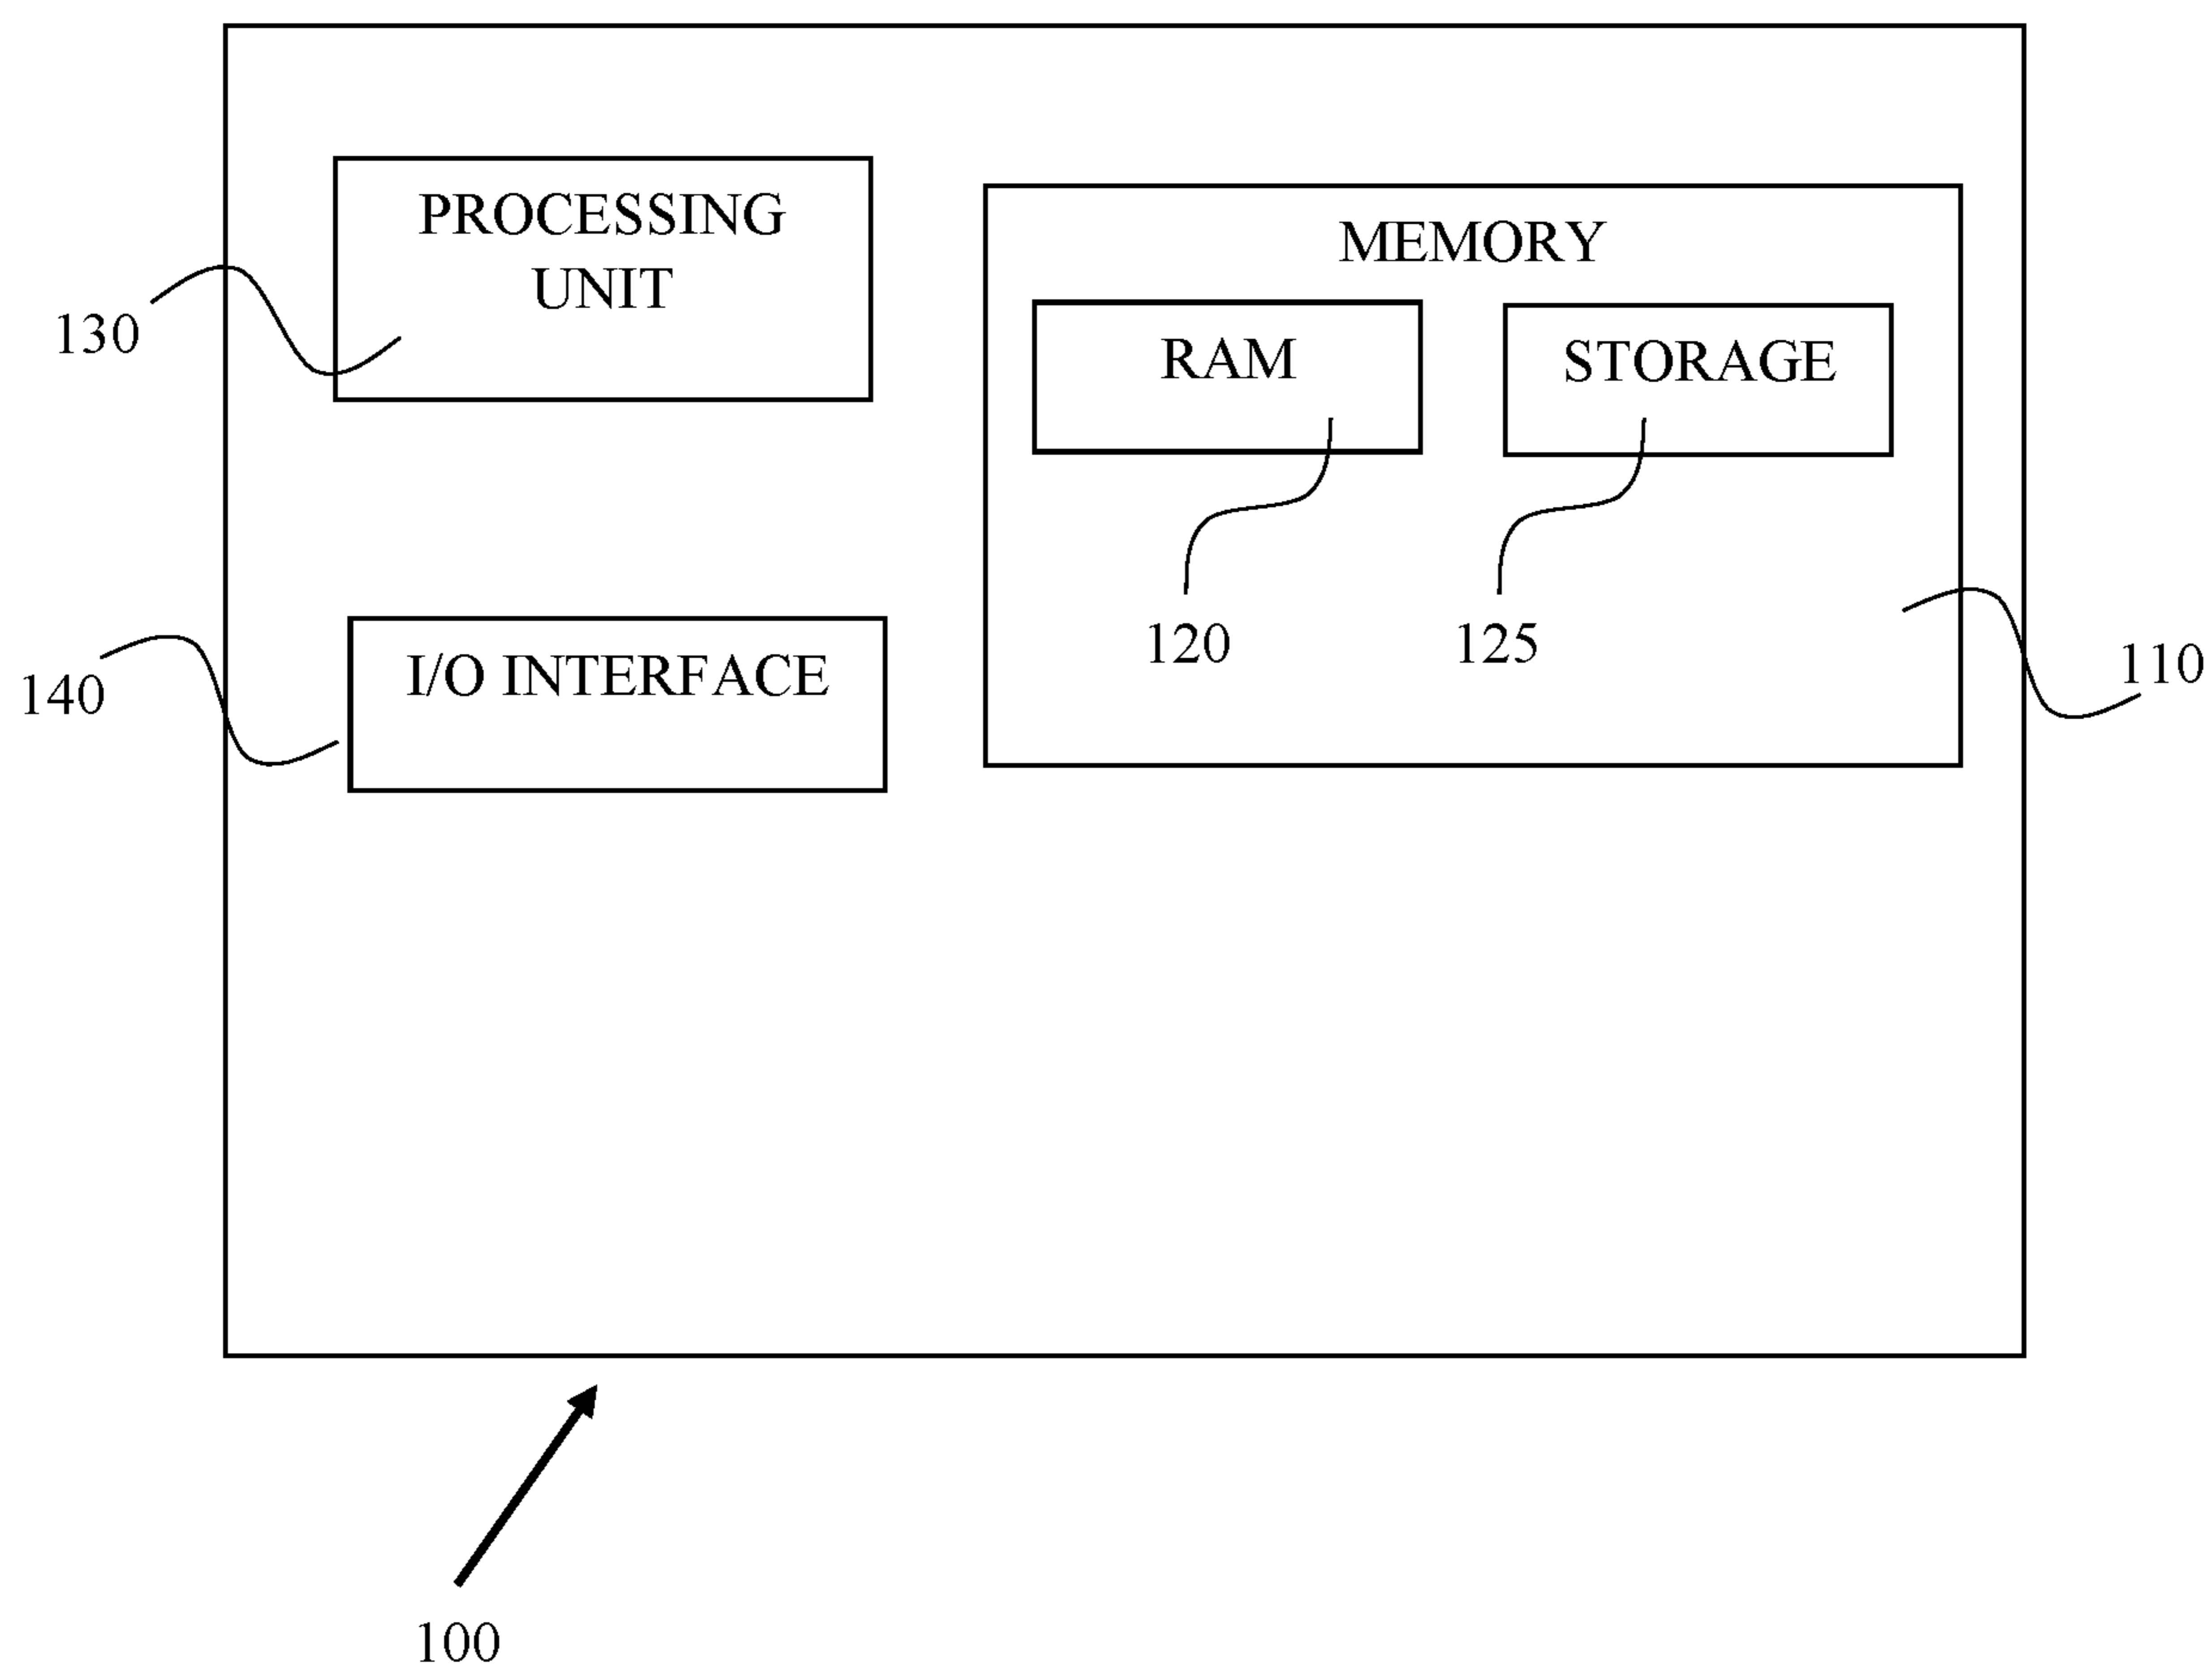 PROCESSING
UNIT
130
MEMORY
RAM
STORAGE
120
125
110
I/O INTERFACE
140
100